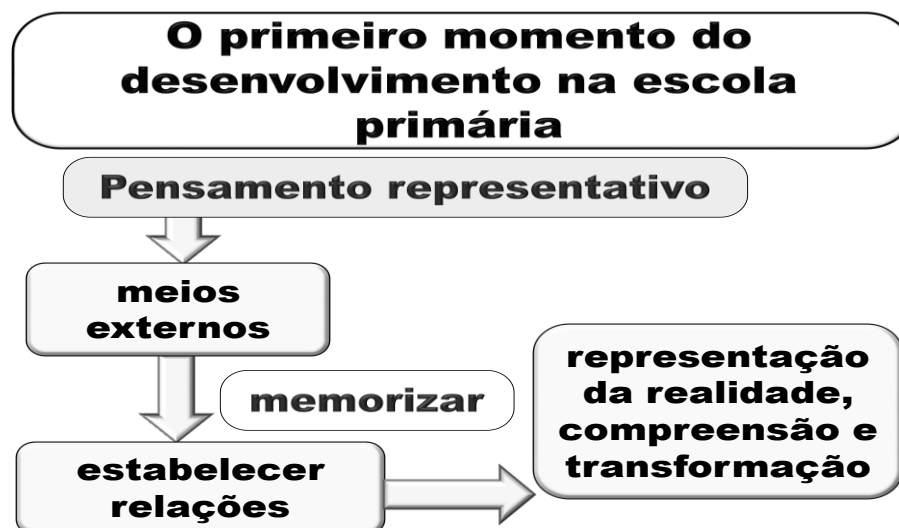 O primeiro momento do
desenvolvimento na escola
primária
Pensamento representativo
meios
externos
memorizar
estabelecer
relações
representação
da realidade,
compreensão e
transformação